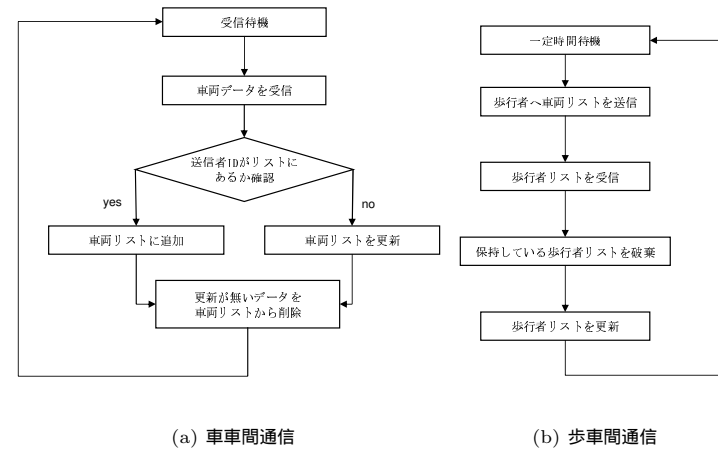 受信待機
車両データを受信
送信者IDがリストに
あるか確認
yes
no
車両リストに追加
車両リストを更新
更新が無いデータを
車両リストから削除
(a) 車車間通信
一定時間待機
歩行者へ車両リストを送信
歩行者リストを受信
保持している歩行者リストを破棄
歩行者リストを更新
(b) 歩車間通信